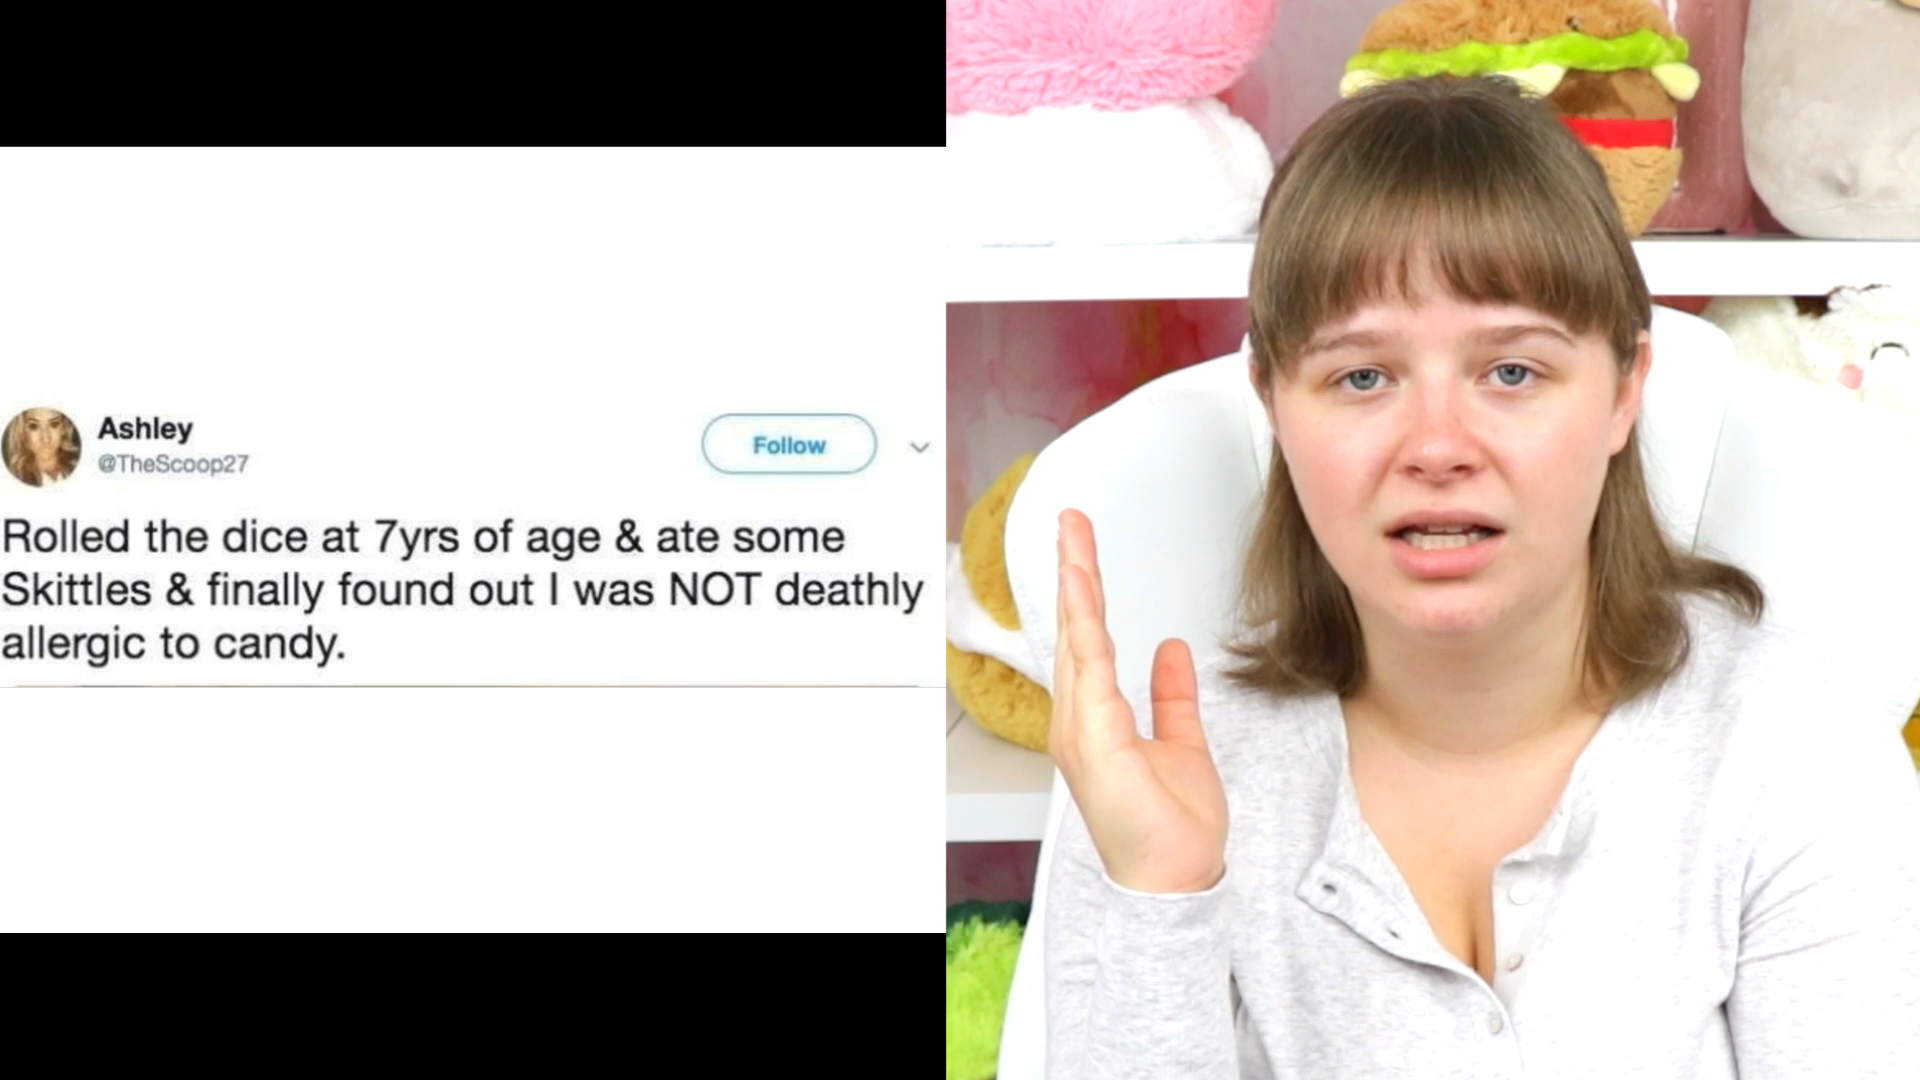 Ashley
@TheScoop27
Follow
Rolled the dice at 7yrs of age & ate some
Skittles & finally found out I was NOT deathly
allergic to candy.